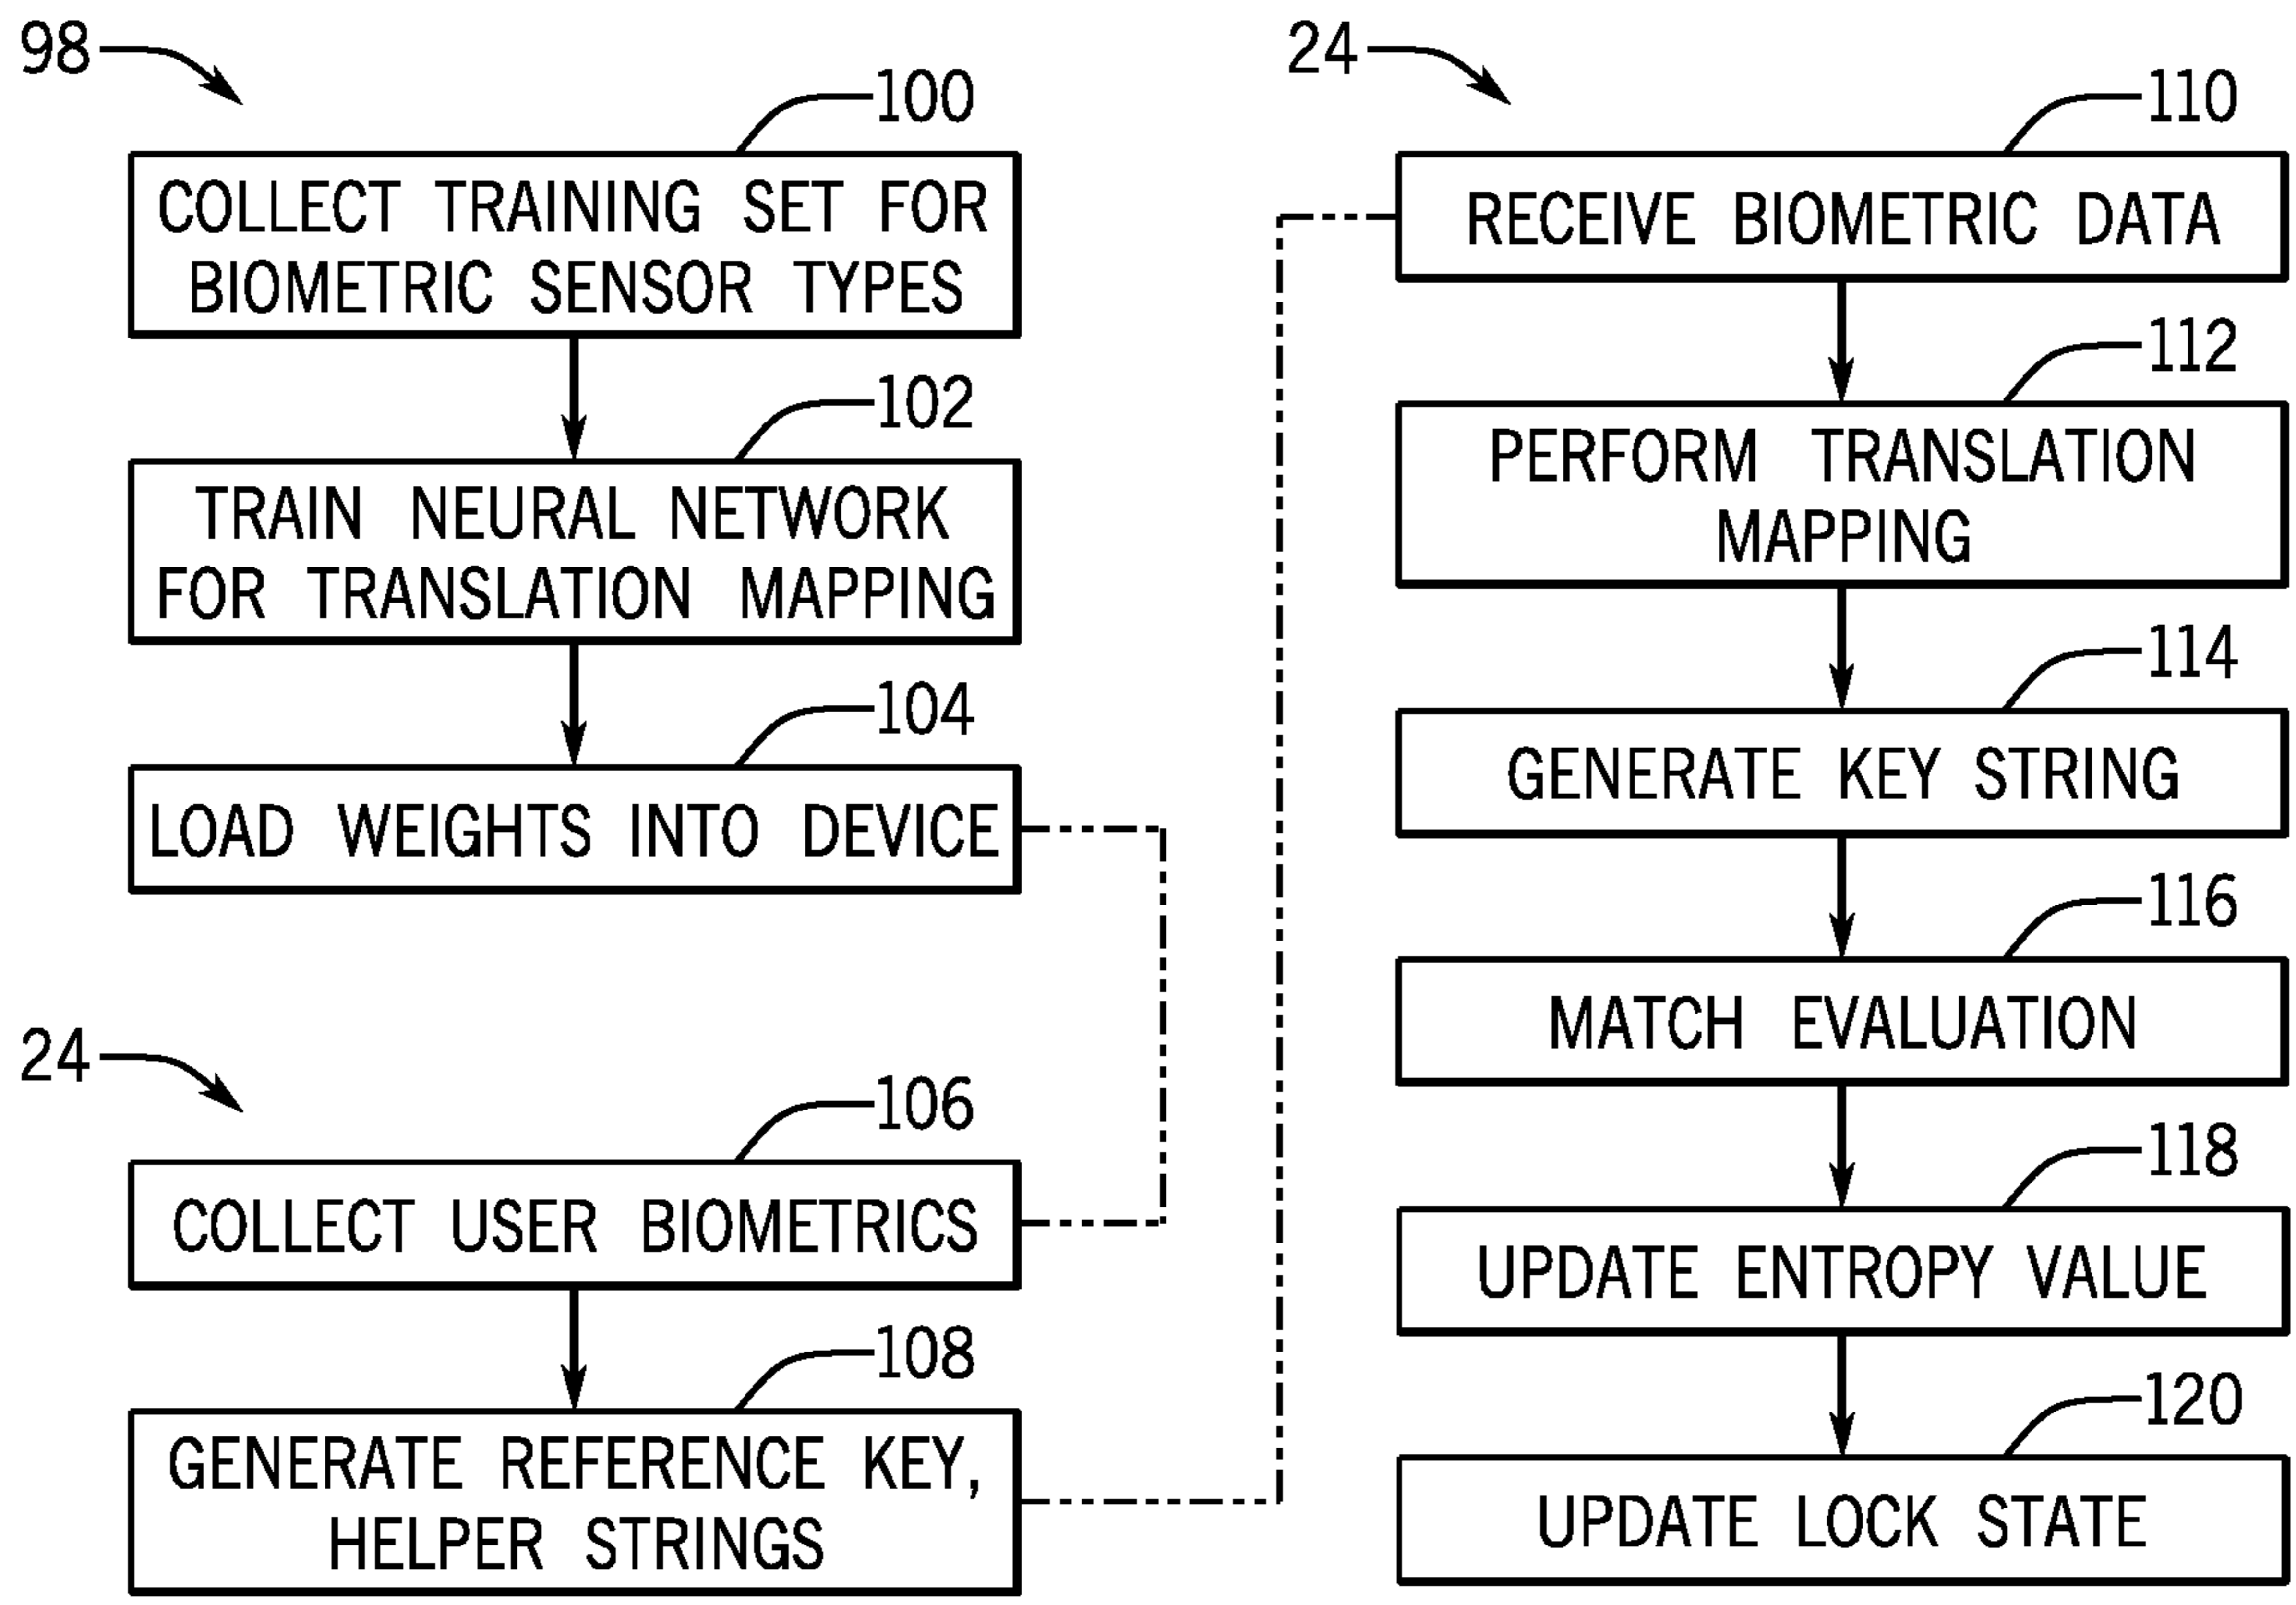 98
100
COLLECT TRAINING SET FOR
BIOMETRIC SENSOR TYPES
102
TRAIN NEURAL NETWORK
FOR TRANSLATION MAPPING
104
LOAD WEIGHTS INTO DEVICE
24
106
COLLECT USER BIOMETRICS
108
GENERATE REFERENCE KEY,
HELPER STRINGS
24
110
RECEIVE BIOMETRIC DATA
112
PERFORM TRANSLATION
MAPPING
114
GENERATE KEY STRING
116
MATCH EVALUATION
118
UPDATE ENTROPY VALUE
120
UPDATE LOCK STATE